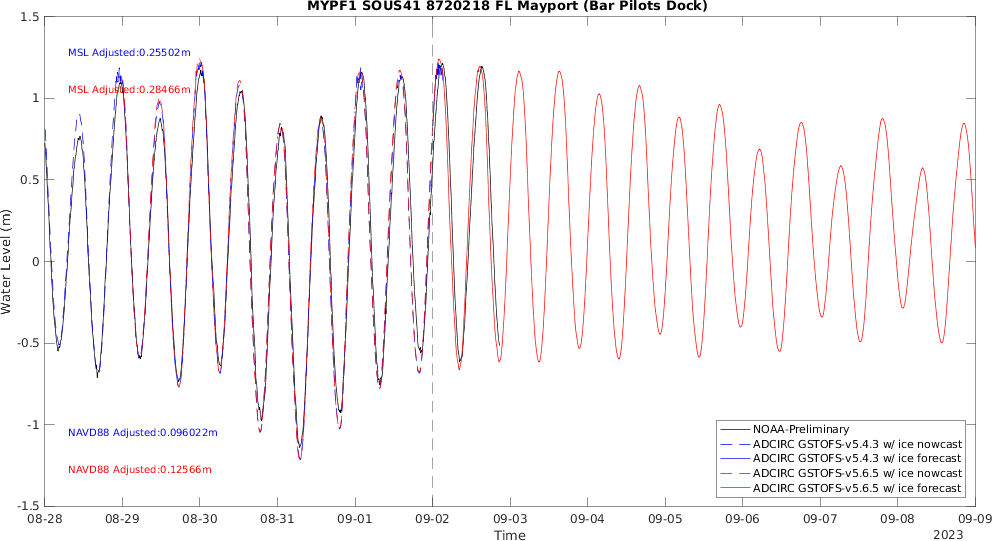 MYPF1 SOUS41 8720218 FL Mayport (Bar Pilots Dock)
1.5
1
0.5
0
-0.5
-1
-1.5
Water Level (m)
MSL Adjusted:0.25502m
MSL Adjusted:0.28466m
NAVD88 Adjusted:0.096022m
NAVD88 Adjusted:0.12566m
NOAA-Preliminary
ADCIRC GSTOFS-v5.4.3 w/ ice nowcast
ADCIRC GSTOFS-v5.4.3 w/ ice forecast
ADCIRC GSTOFS-v5.6.5 w/ ice nowcast
ADCIRC GSTOFS-v5.6.5 w/ ice forecast
08-28 08-29 08-30 08-31 09-01 09-02 09-03 09-04 09-05 09-06 09-07 09-08 09-09
Time
2023